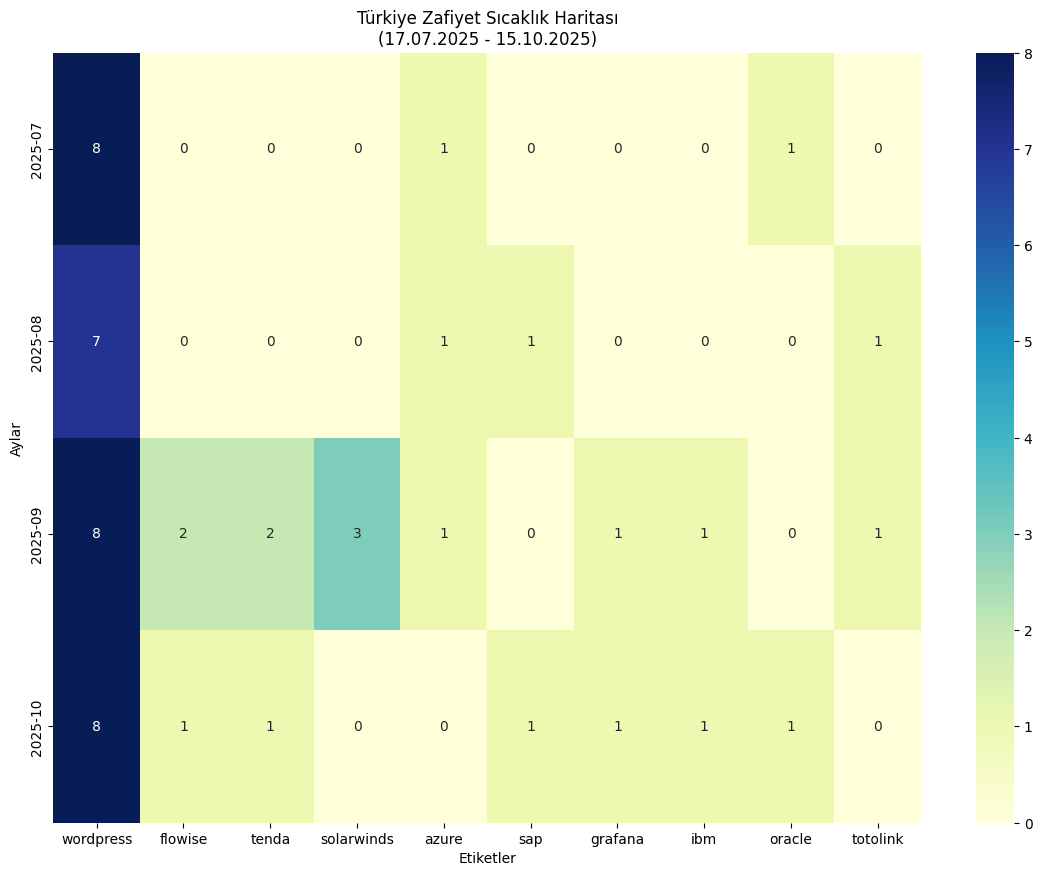 Türkiye Zafiyet Sıcaklık Haritası
(17.07.2025 - 15.10.2025)
Aylar
2025-07
8 0 0 0 1 0 0 0 1 0
2025-08
7 0 0 0 1 1 0 0 0 1
2025-09
8 2 2 3 1 0 1 1 0 1
2025-10
8 1 1 0 0 1 1 1 1 0
wordpress flowise tenda solarwinds azure sap grafana ibm oracle totolink
Etiketler
8
7
6
5
4
3
2
1
0